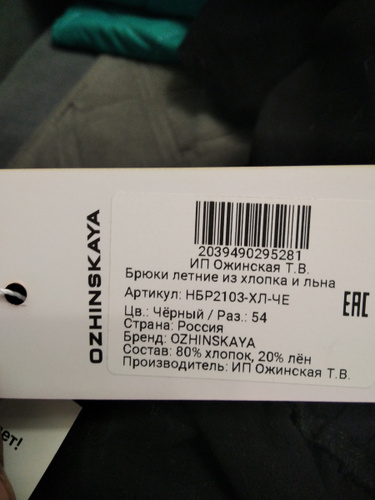 OZHINSKAYA
2039490295281
ИП Ожинская Т.В.
Брюки летние из хлопка и льна
Артикул: НБР2103-ХЛ-ЧЕ
Цв.: Чёрный / Раз.: 54
Страна: Россия
Бренд: OZHINSKAYA
Состав: 80% хлопок, 20% лён
Производитель: ИП Ожинская Т.В.
EAC